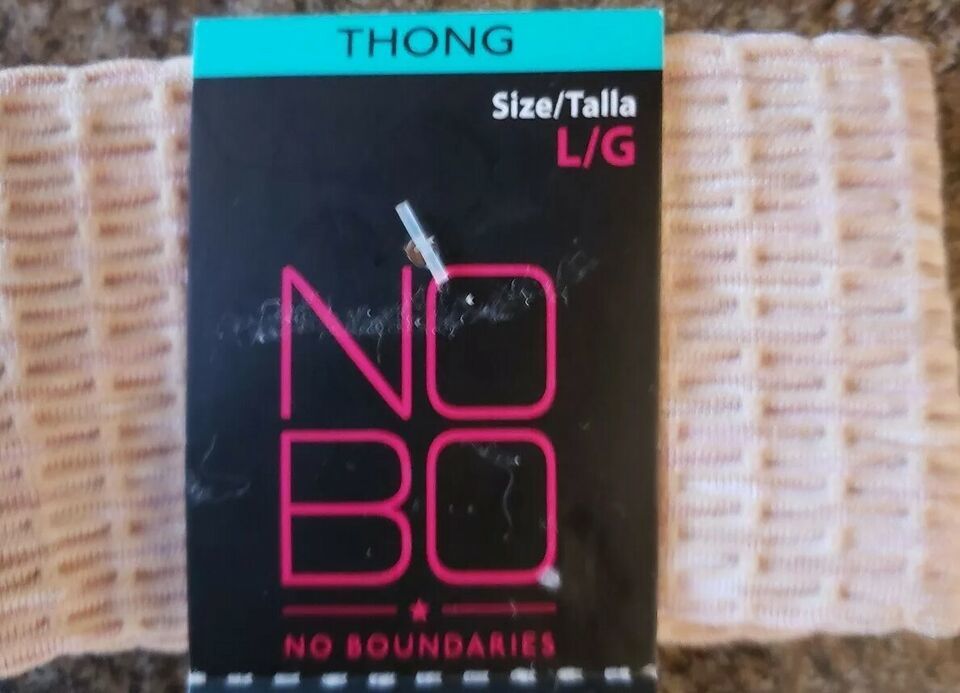 THONG
Size/Talla
L/G
NO
BO
NO BOUNDARIES